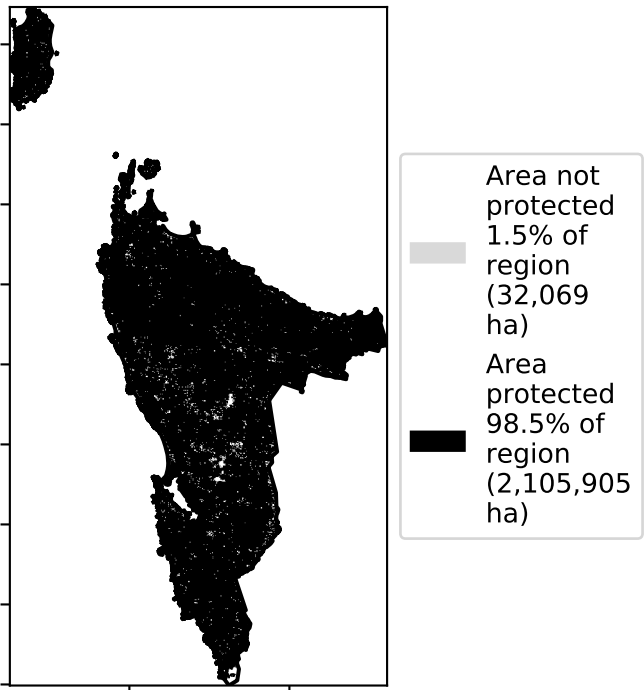 Area not
protected
1.5% of
region
(32,069
ha)
Area
protected
98.5% of
region
(2,105,905
ha)